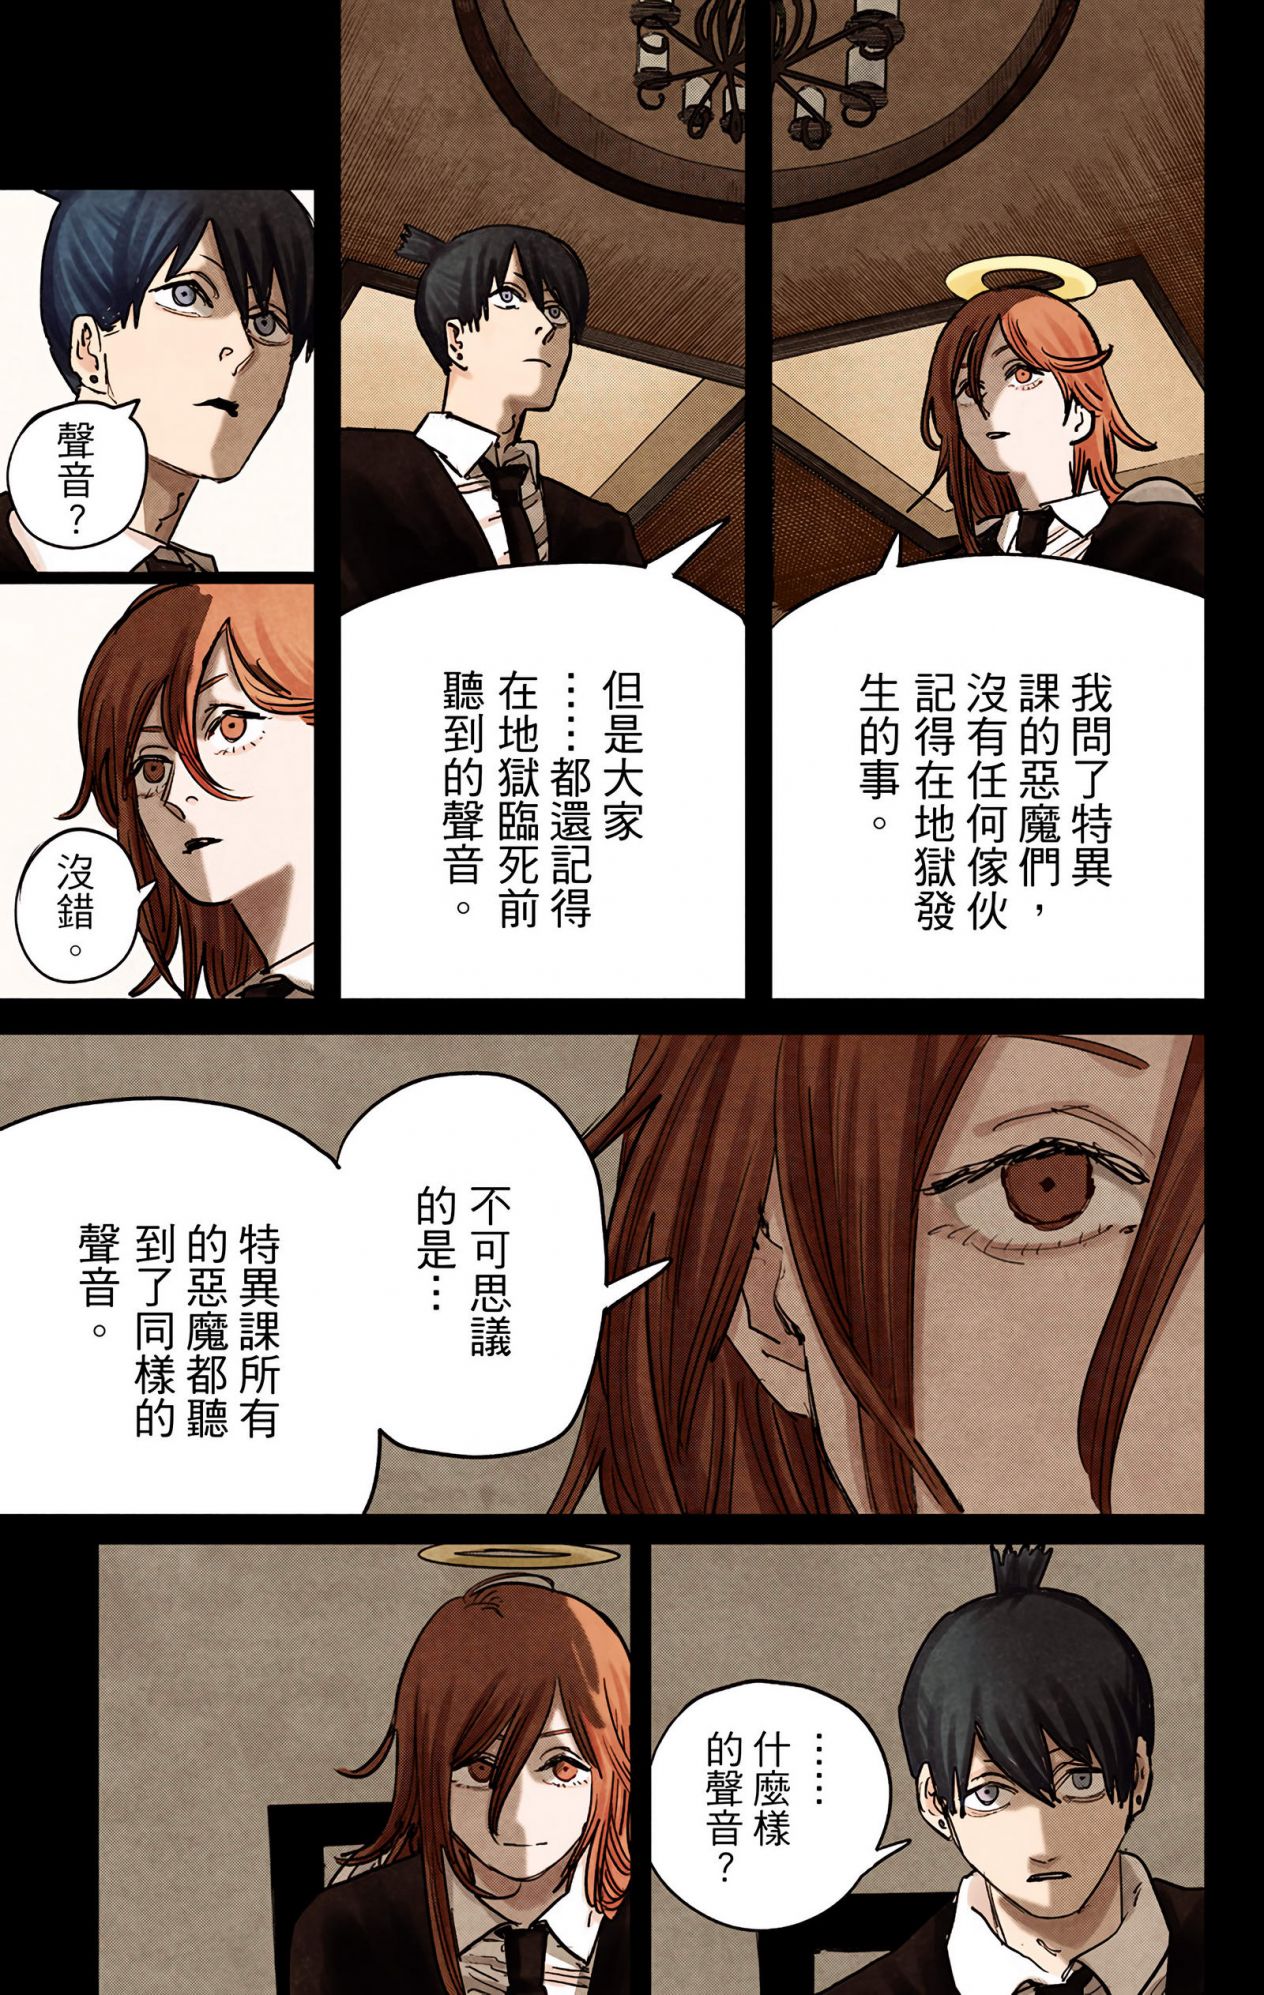 我問了特異
課的惡魔們，
沒有任何傢伙
記得在地獄發
生的事。
但是大家
……都還記得
在地獄臨死前
聽到的聲音。
聲音？
沒錯。
不可思議
的是…
特異課所有
的惡魔都聽
到了同樣的
聲音。
……
什麼樣
的聲音？